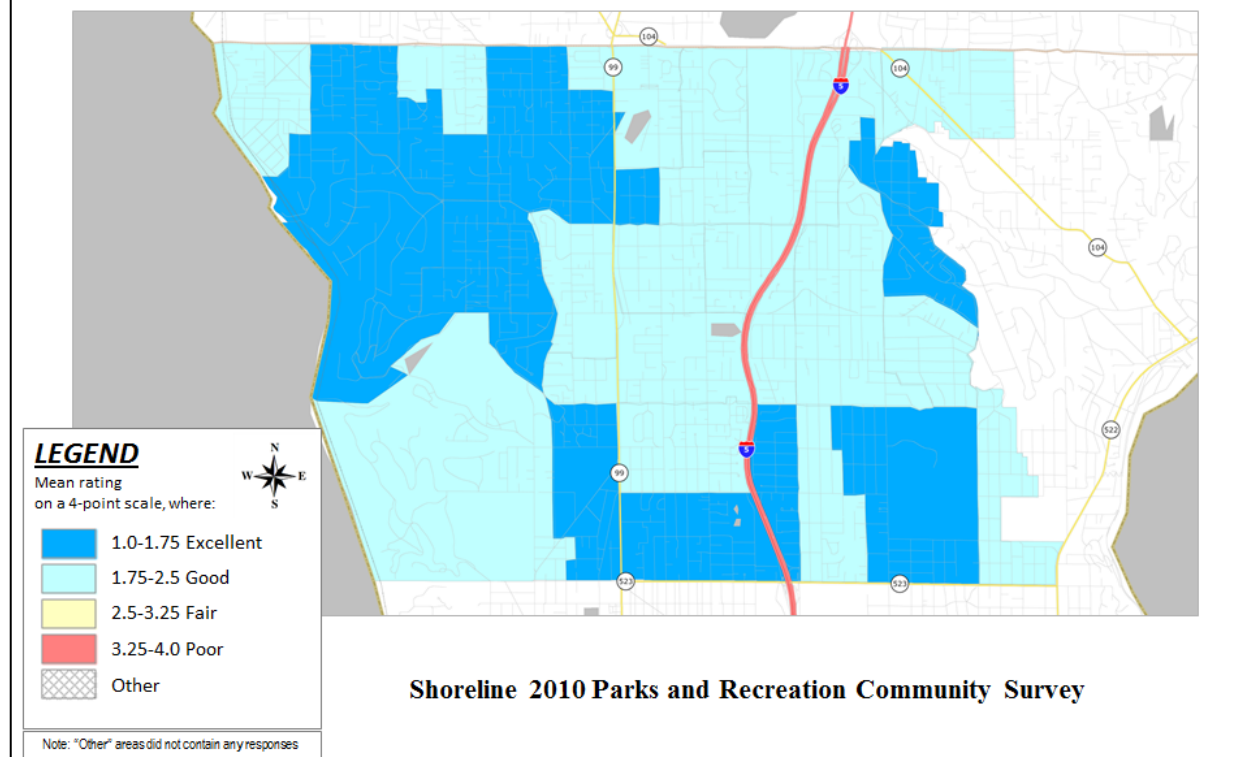 104
99
104
5
104
522
5
99
523
523
LEGEND
N
W E
S
Mean rating
on a 4-point scale, where:
1.0-1.75 Excellent
1.75-2.5 Good
2.5-3.25 Fair
3.25-4.0 Poor
Other
Note: "Other" areas did not contain any responses
Shoreline 2010 Parks and Recreation Community Survey